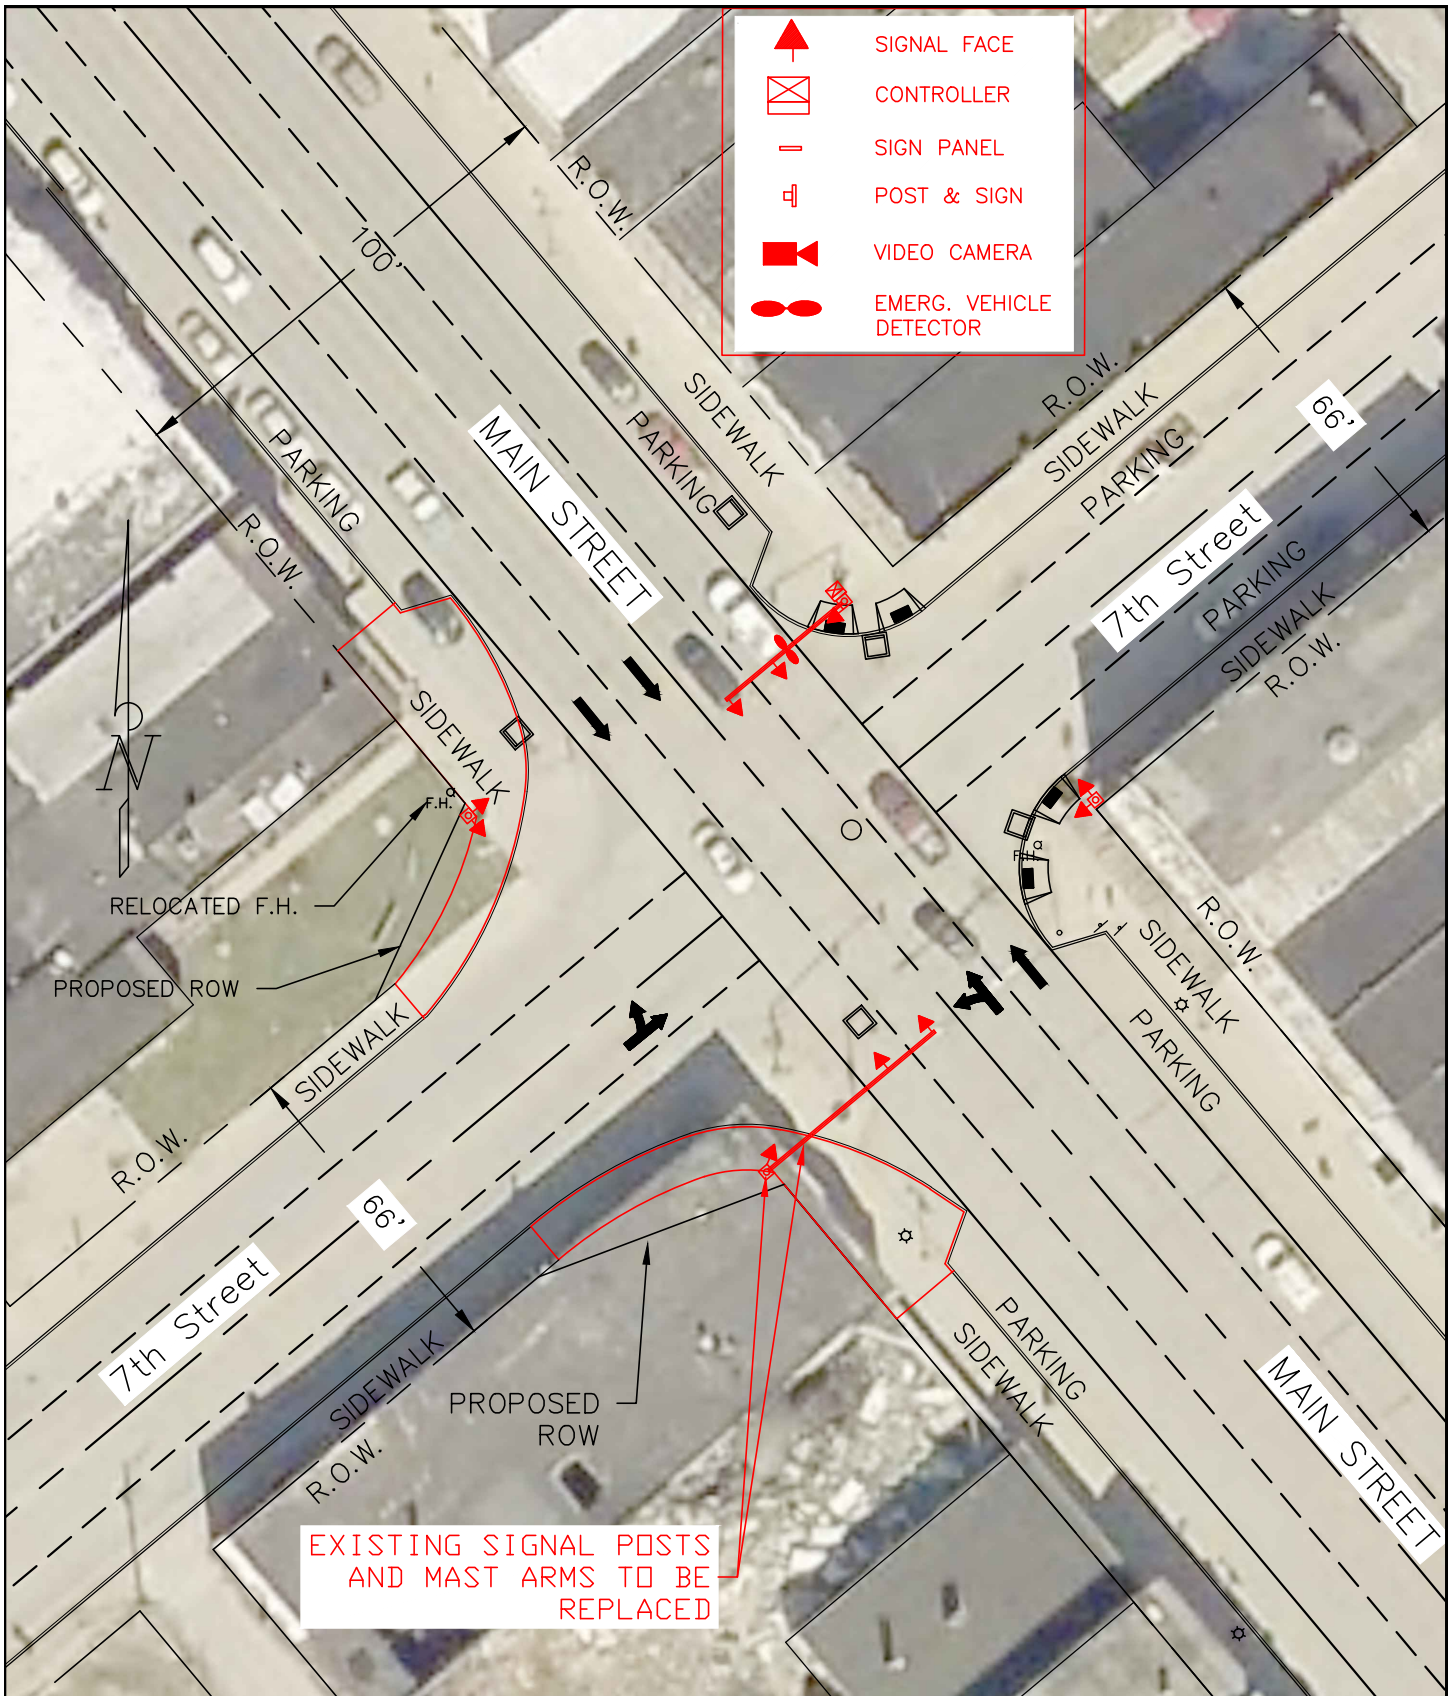 SIGNAL FACE
CONTROLLER
SIGN PANEL
POST & SIGN
VIDEO CAMERA
EMERG. VEHICLE
DETECTOR
R.O.W.
100'
SIDEWALK
PARKING
MAIN STREET
PARKING
R.O.W.
R.O.W.
SIDEWALK
PARKING
66'
7th Street
PARKING
SIDEWALK
R.O.W.
SIDEWALK
N
F.H.
RELOCATED F.H.
PROPOSED ROW
F.H.
R.O.W.
SIDEWALK
PARKING
SIDEWALK
R.O.W.
66'
7th Street
SIDEWALK
R.O.W.
PROPOSED
ROW
PARKING
SIDEWALK
MAIN STREET
EXISTING SIGNAL POSTS
AND MAST ARMS TO BE
REPLACED